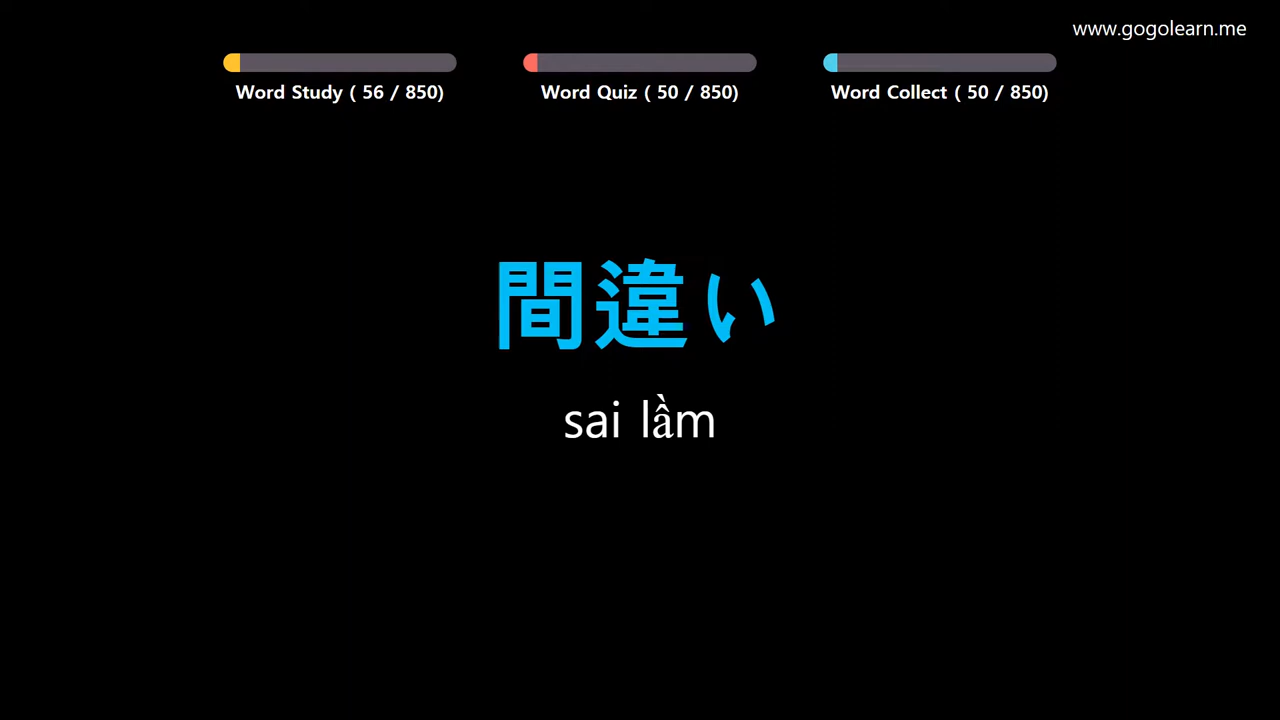 www.gogolearn.me
Word Study ( 56 / 850)
Word Quiz ( 50 / 850)
Word Collect ( 50 / 850)
間違い
sai lầm